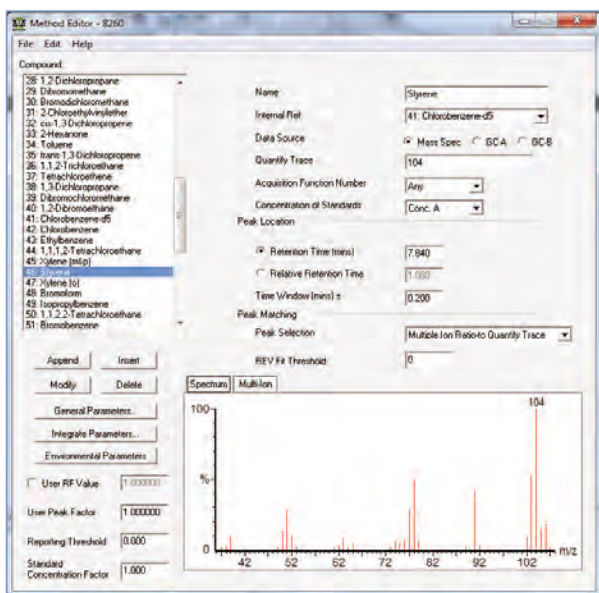 Method Editor - 8260
File Edit Help
Compound
28: 1,2-Dichloropropane
29: Dibromomethane
30: Bromodichloromethane
31: 2-Chloroethylvinylether
32: cis-1,3-Dichloropropene
33: 2-Hexanone
34: Toluene
35: trans-1,3-Dichloropropene
36: 1,1,2-Trichloroethane
37: Tetrachloroethene
38: 1,3-Dichloropropane
39: Dibromochloromethane
40: 1,2-Dibromoethane
41: Chlorobenzene-d5
42: Chlorobenzene
43: Ethylbenzene
44: 1,1,1,2-Tetrachloroethane
45: Xylene (m&p)
46: Styrene
47: Xylene (o)
48: Bromoform
49: Isopropylbenzene
50: 1,1,2,2-Tetrachloroethane
51: Bromobenzene
Name Styrene
Internal Ref 41: Chlorobenzene-d5
Data Source Mass Spec GC-A GC-B
Quantify Trace 104
Acquisition Function Number Any
Concentration of Standards Conc. A
Peak Location
Retention Time (mins) 7.840
Relative Retention Time 1.080
Time Window (mins) ± 0.200
Peak Matching
Peak Selection Multiple Ion Ratio-to Quantify Trace
REV Fit Threshold 0
Append Insert
Modify Delete
General Parameters...
Integrate Parameters...
Environmental Parameters
User RF Value 1.000000
User Peak Factor 1.000000
Reporting Threshold 0.000
Standard
Concentration Factor 1.000
Spectrum Multi-Ion
104
100
%
0
42 52 62 72 82 92 102 m/z